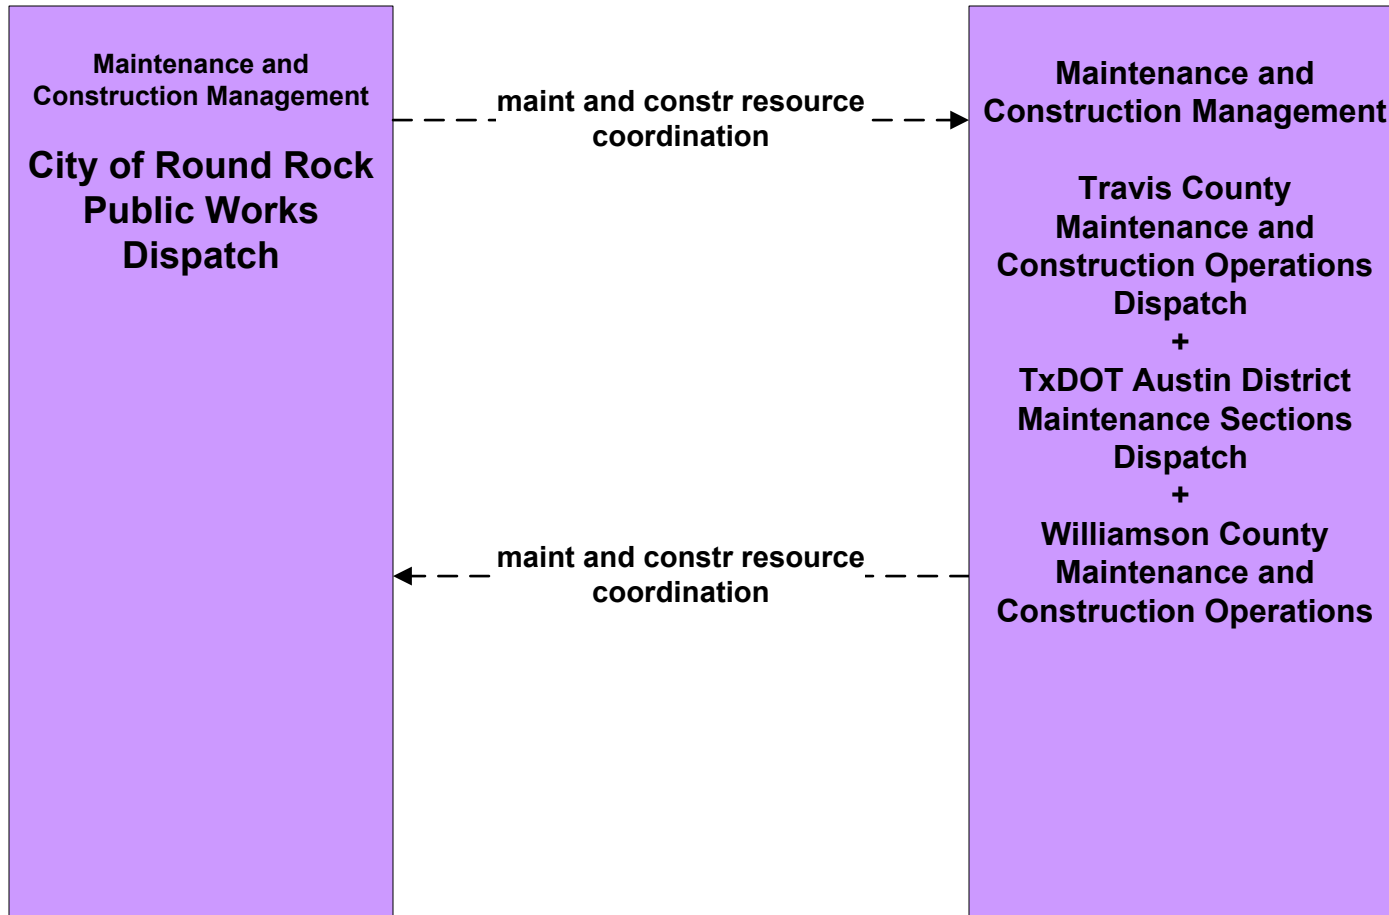 Maintenance and
Construction Management
City of Round Rock
Public Works
Dispatch
maint and constr resource
coordination
maint and constr resource
coordination
Maintenance and
Construction Management
Travis County
Maintenance and
Construction Operations
Dispatch
+
TxDOT Austin District
Maintenance Sections
Dispatch
+
Williamson County
Maintenance and
Construction Operations